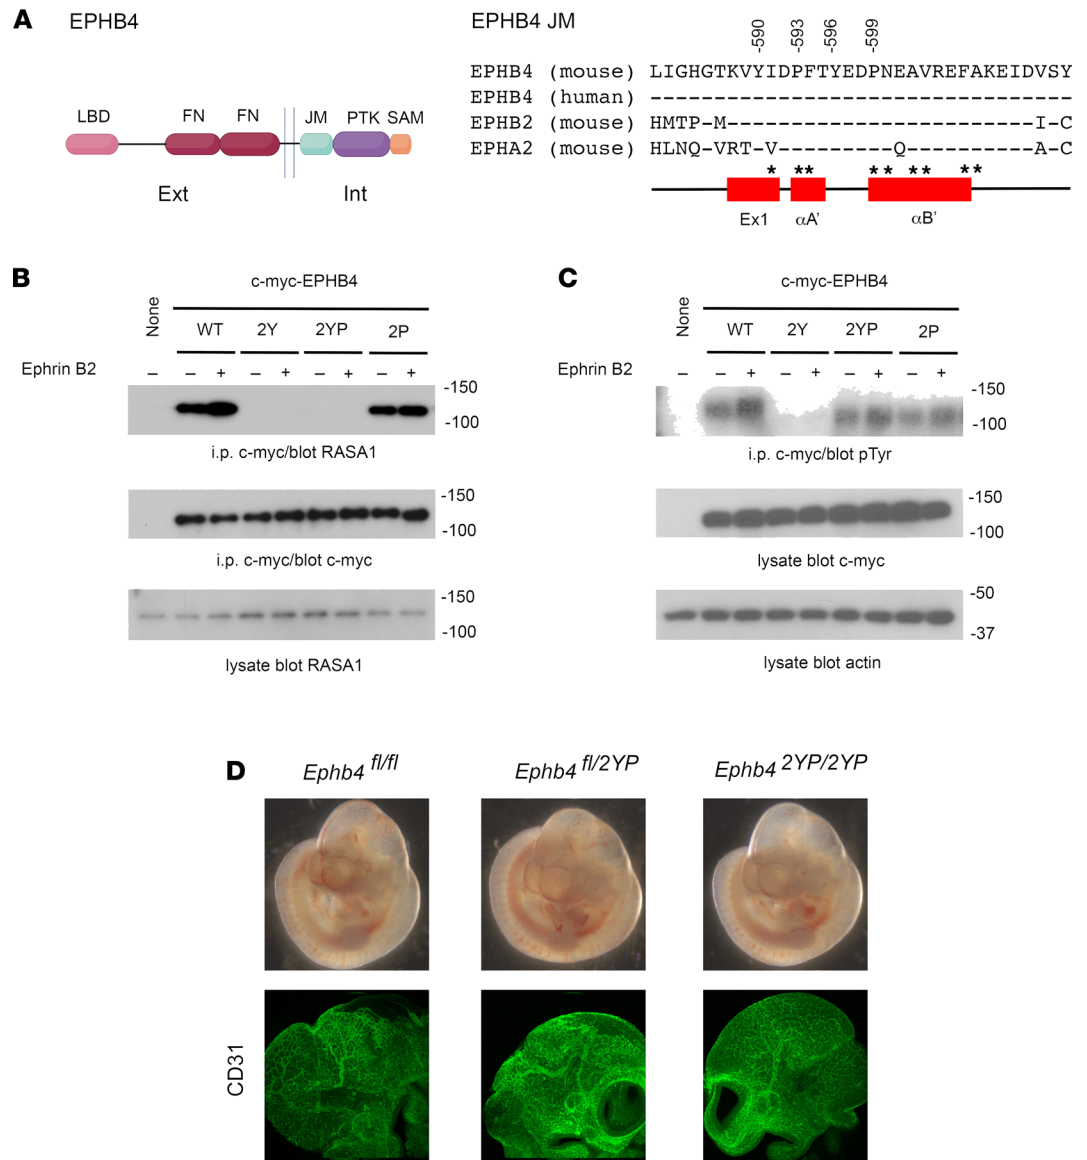 A EPHB4
LBD FN FN JM PTK SAM
Ext Int
EPHB4 JM
-590 -593 -596 -599
EPHB4 (mouse) LIGHGTKVYIDPFTYEDPNEAVREFAKEIDVSY
EPHB4 (human) ---------------------------------
EPHB2 (mouse) HMTP-M------------------------I-C
EPHA2 (mouse) HLNQ-VRT-V---------Q----------A-C
* ** ** ** **
Ex1 αA' αB'
B
c-myc-EPHB4
None WT 2Y 2YP 2P
Ephrin B2 – – + – + – + – +
-150
-100
i.p. c-myc/blot RASA1
-150
-100
i.p. c-myc/blot c-myc
-150
-100
lysate blot RASA1
C
c-myc-EPHB4
None WT 2Y 2YP 2P
Ephrin B2 – – + – + – + – +
-150
-100
i.p. c-myc/blot pTyr
-150
-100
lysate blot c-myc
-50
-37
lysate blot actin
D Ephb4 fl/fl Ephb4 fl/2YP Ephb4 2YP/2YP
CD31